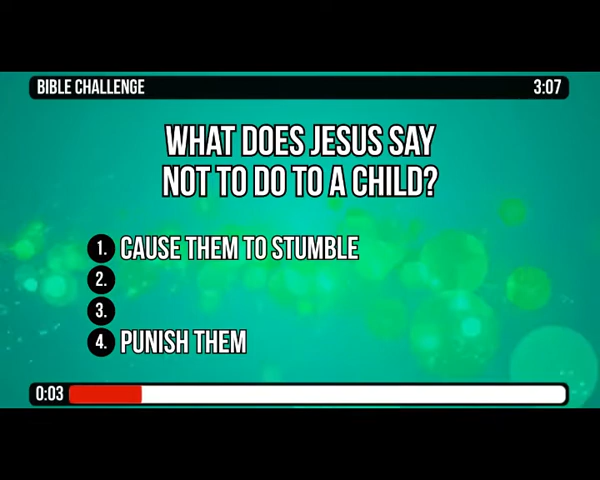 BIBLE CHALLENGE 3:07
WHAT DOES JESUS SAY
NOT TO DO TO A CHILD?
1. CAUSE THEM TO STUMBLE
2.
3.
4. PUNISH THEM
0:03